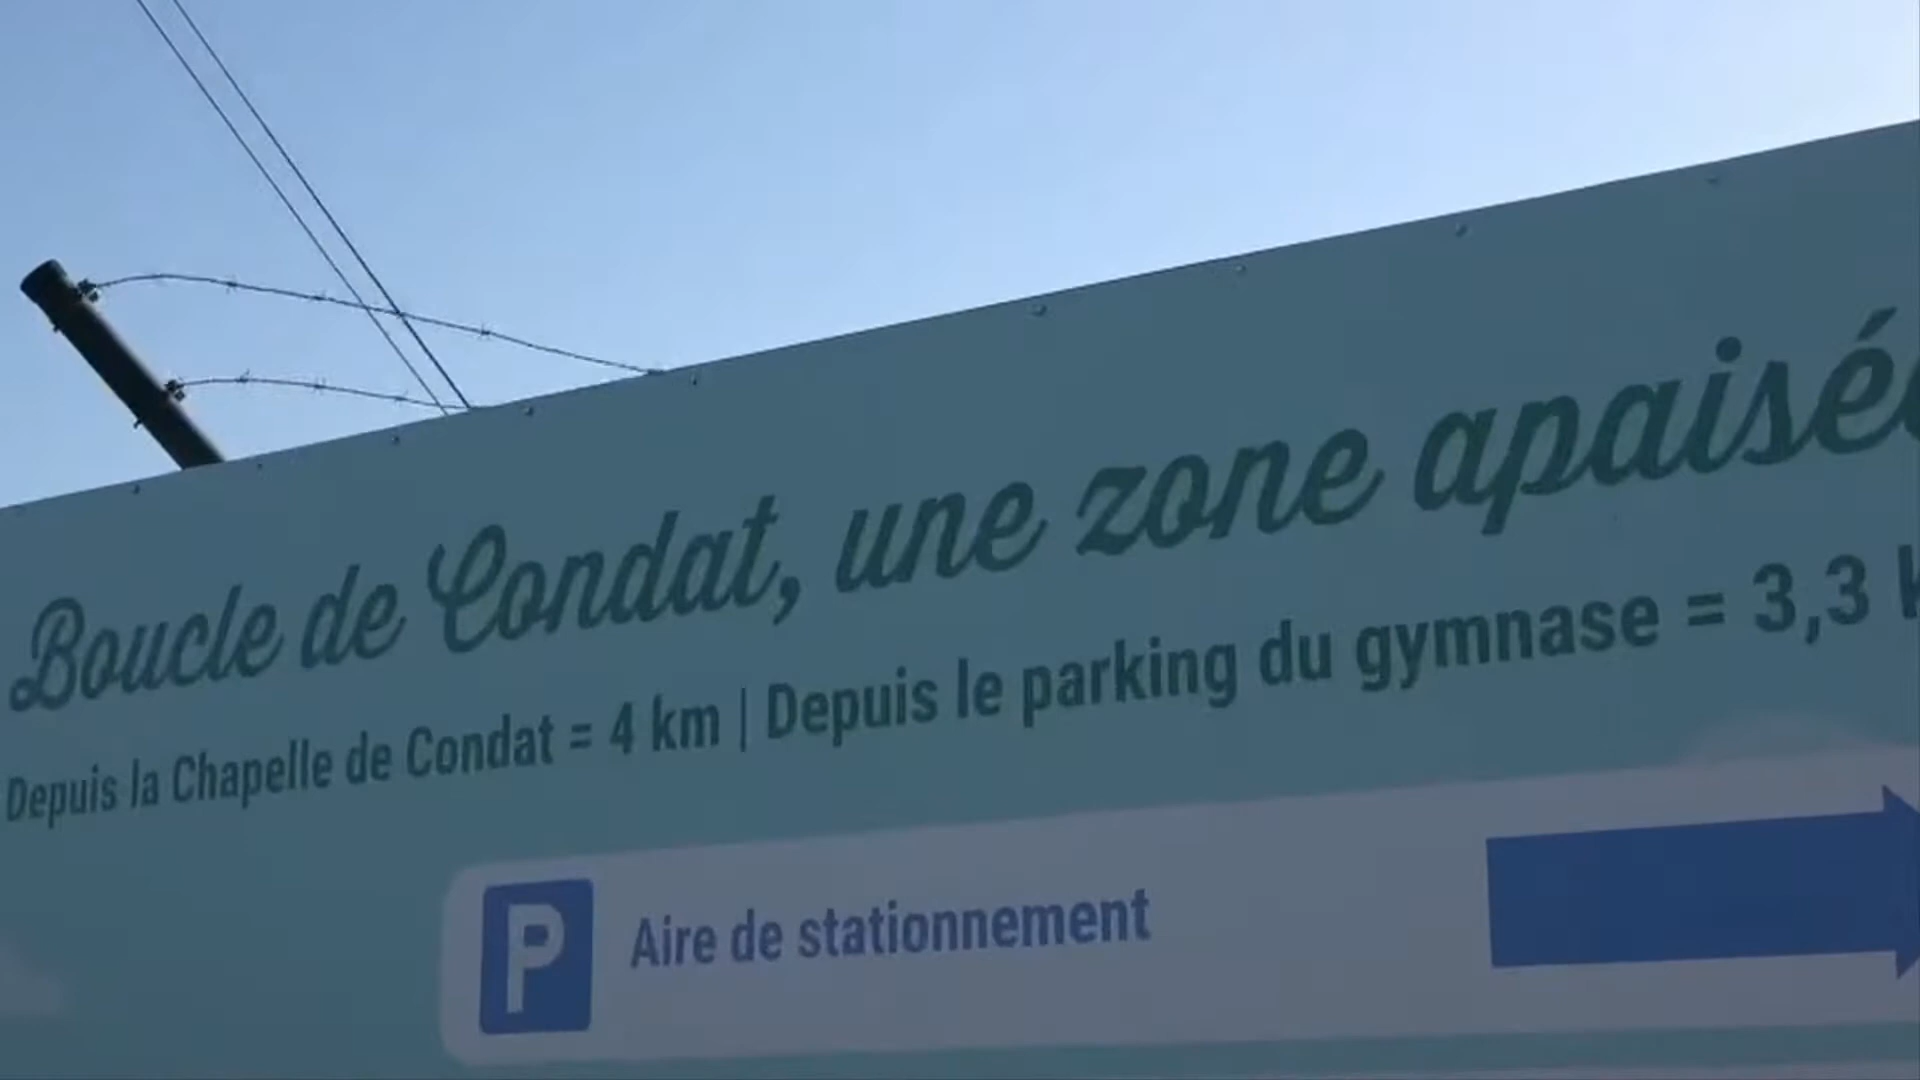 Boucle de Condat, une zone apaisée
Depuis la Chapelle de Condat = 4 km | Depuis le parking du gymnase = 3,3
P Aire de stationnement